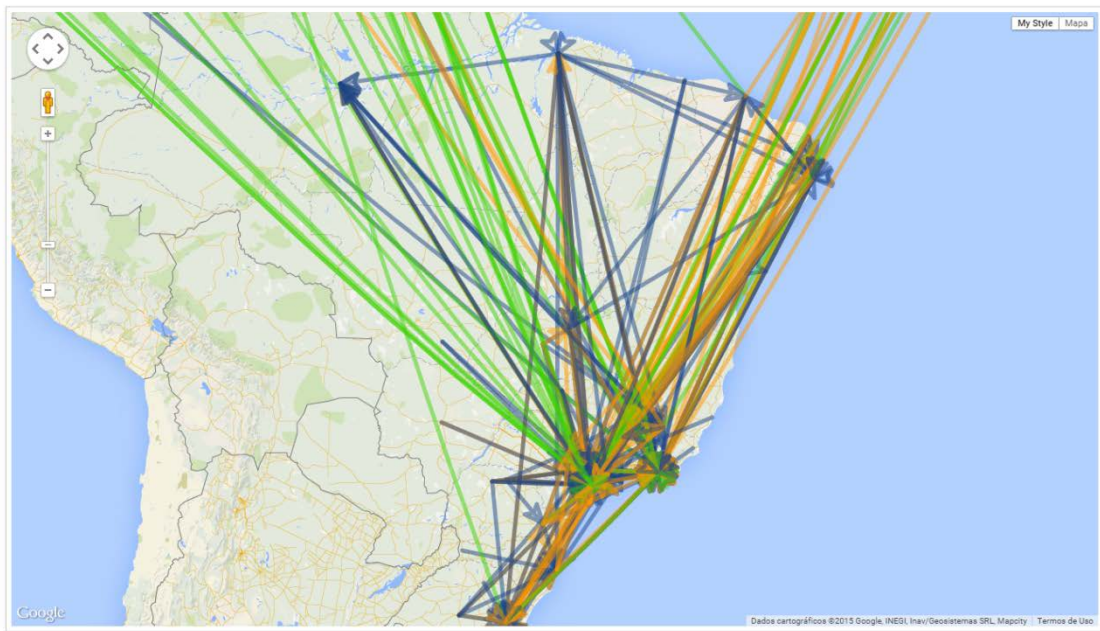 My Style Mapa
Google
Dados cartográficos ©2015 Google, INEGI, Inav/Geosistemas SRL, Mapcity Termos de Uso